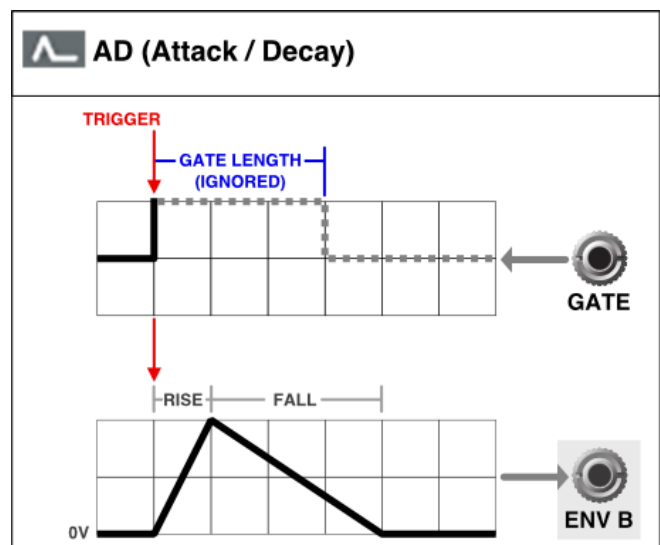 AD (Attack / Decay)
TRIGGER
GATE LENGTH
(IGNORED)
GATE
RISE
FALL
0V
ENV B